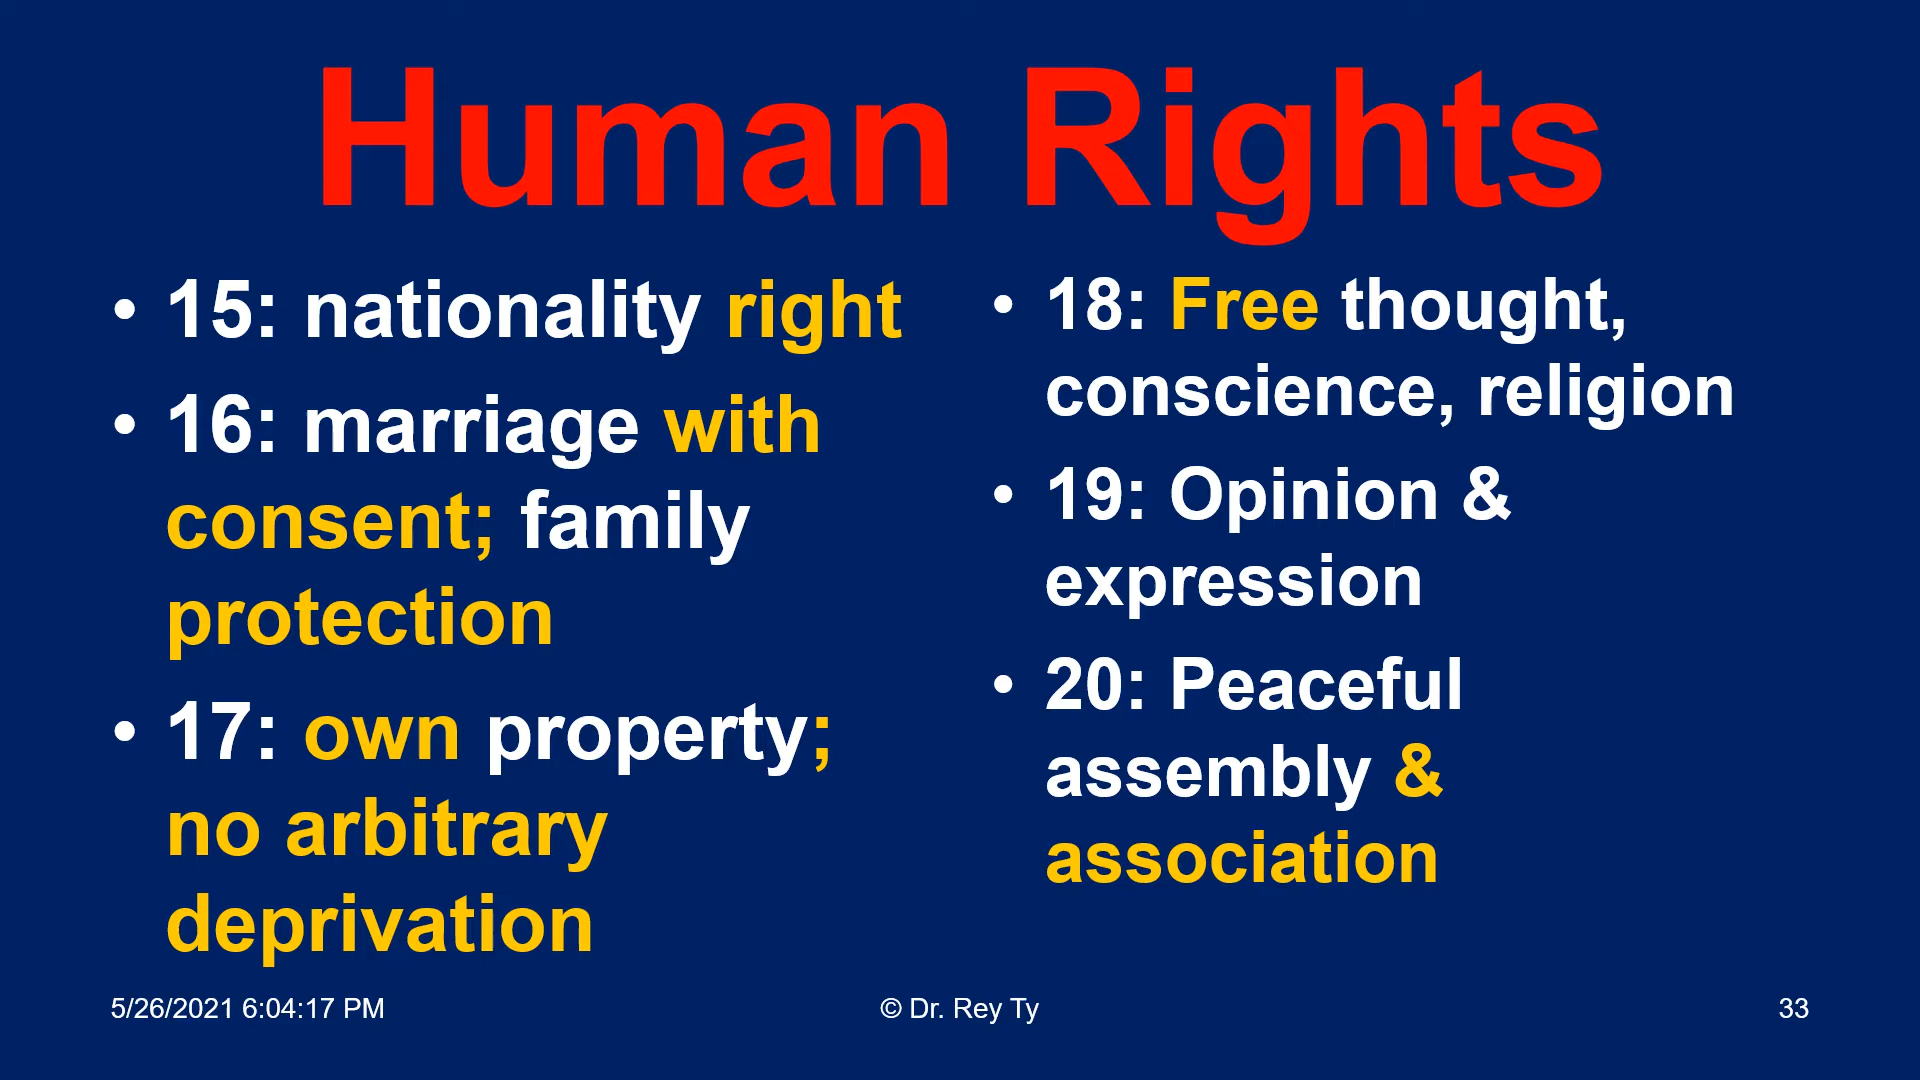 Human Rights
• 15: nationality right
• 16: marriage with
consent; family
protection
• 17: own property;
no arbitrary
deprivation
• 18: Free thought,
conscience, religion
• 19: Opinion &
expression
• 20: Peaceful
assembly &
association
5/26/2021 6:04:17 PM
© Dr. Rey Ty
33